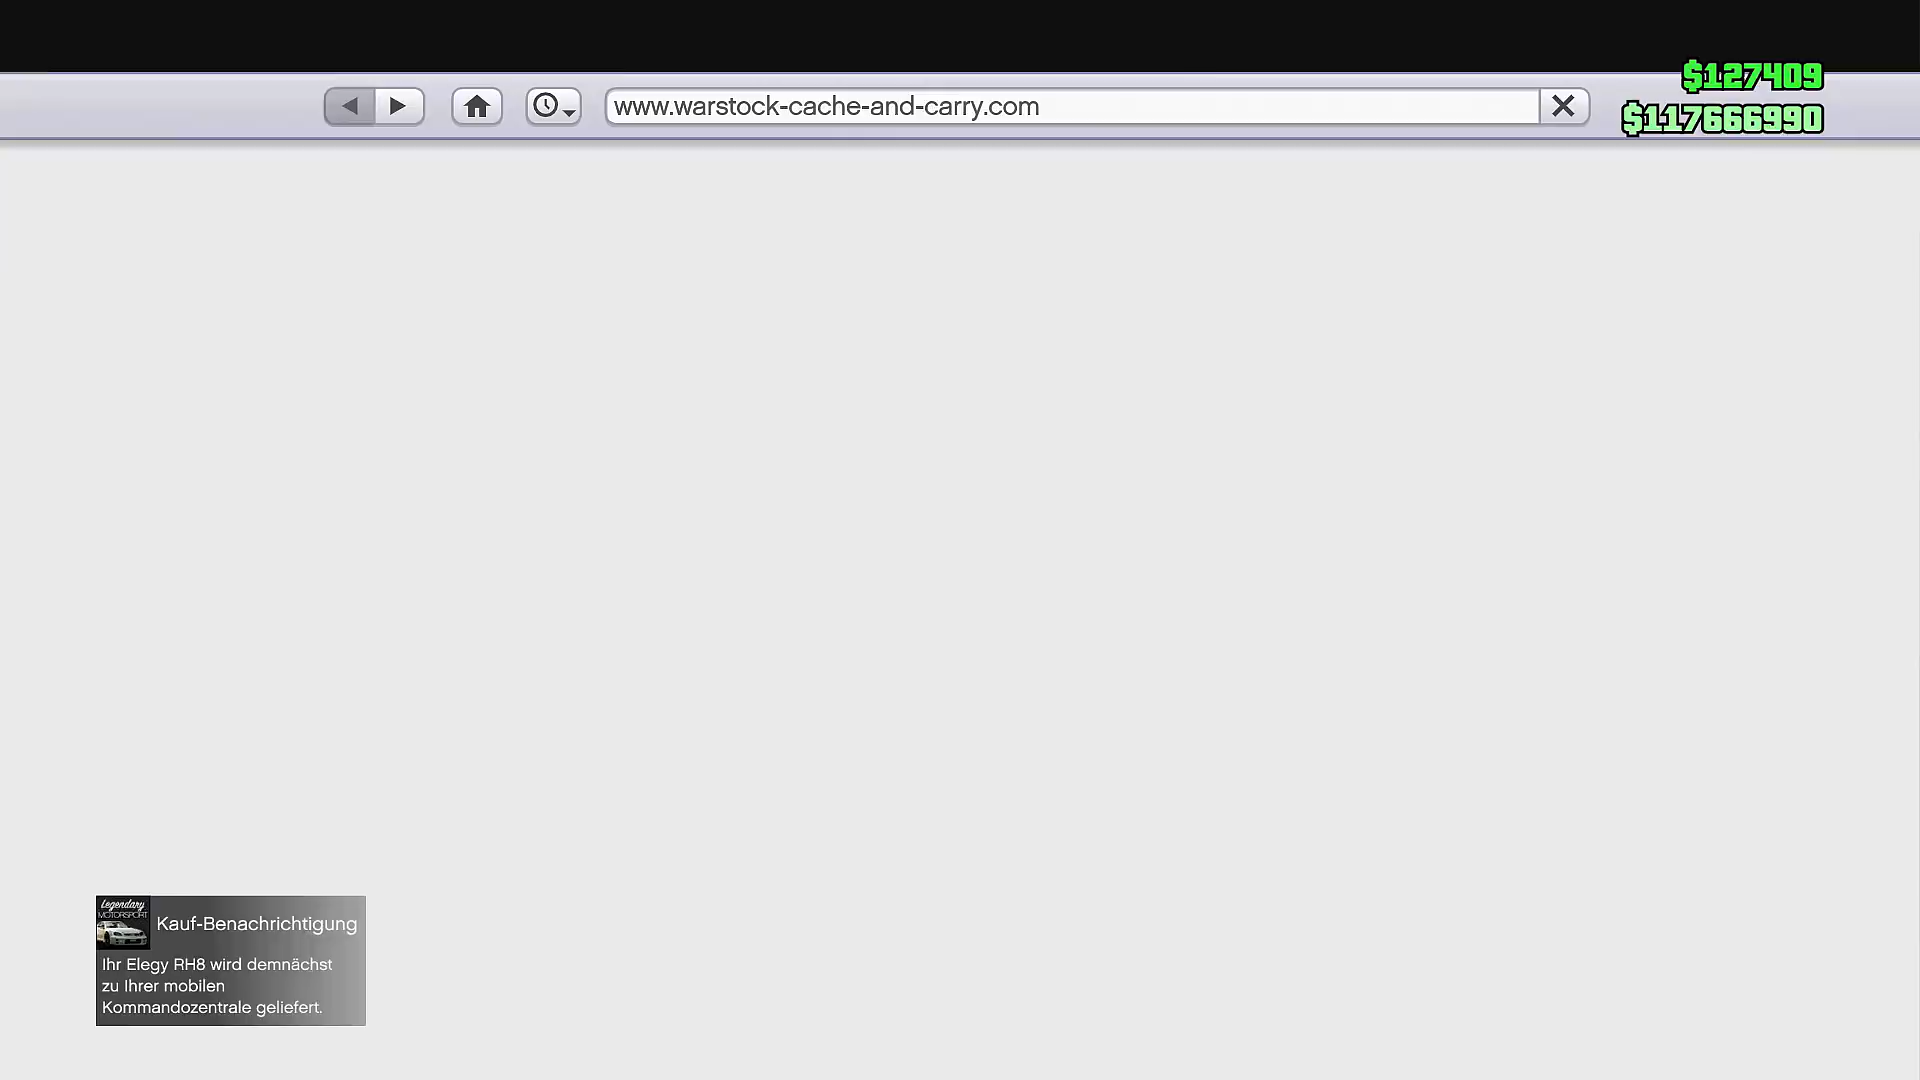 $127409
www.warstock-cache-and-carry.com
$117666990
Legendary
MOTORSPORT
Kauf-Benachrichtigung
Ihr Elegy RH8 wird demnächst
zu Ihrer mobilen
Kommandozentrale geliefert.